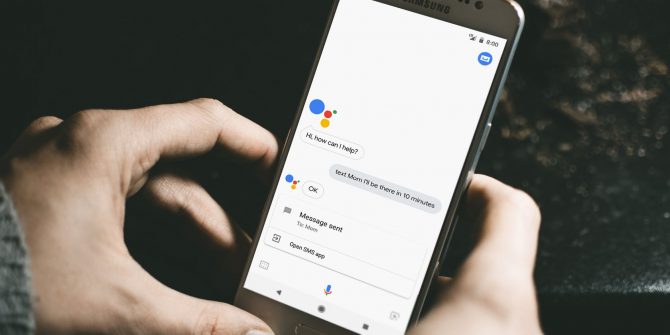 SAMSUNG
8:00
Hi, how can I help?
text Mom I'll be there in 10 minutes
OK
Message sent
To: Mom
Open SMS app